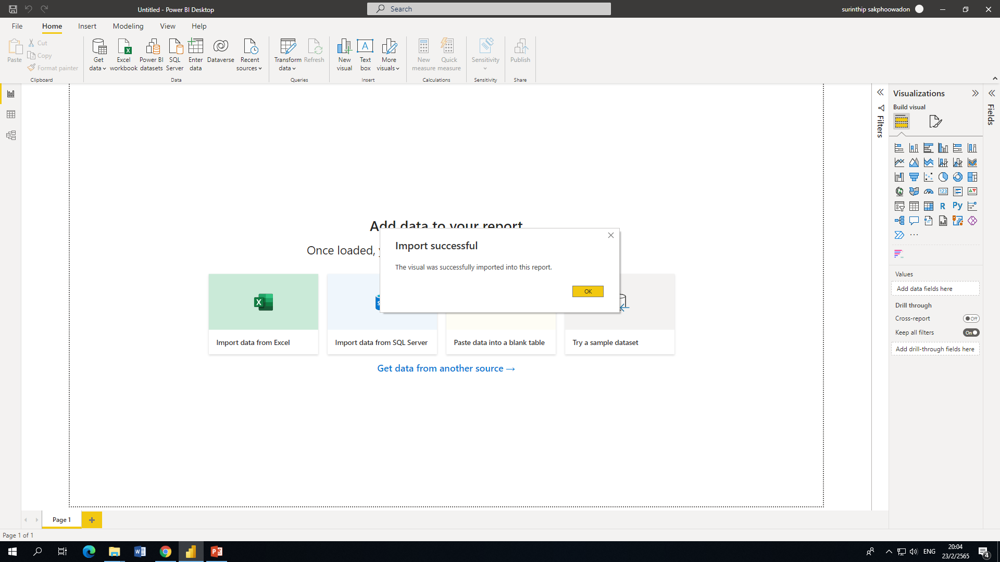 Untitled - Power BI Desktop
Search
surinthip sakphoowadon
File Home Insert Modeling View Help
Paste
Cut
Copy
Format painter
Clipboard
Get data
Excel workbook
Power BI datasets
SQL Server
Enter data
Dataverse
Recent sources
Data
Transform data
Refresh
Queries
New visual
A
Text box
More visuals
Insert
New measure
Quick measure
Calculations
Sensitivity
Sensitivity
Publish
Share
Filters
Visualizations
Build visual
Fields
123
R
Py
Values
Add data fields here
Drill through
Cross-report
Off
Keep all filters
On
Add drill-through fields here
Add data to your report
Once loaded,
Import successful
The visual was successfully imported into this report.
OK
X
Import data from Excel
Import data from SQL Server
Paste data into a blank table
Try a sample dataset
Get data from another source →
Page 1
Page 1 of 1
W
P
ENG
20:04
23/2/2565
4